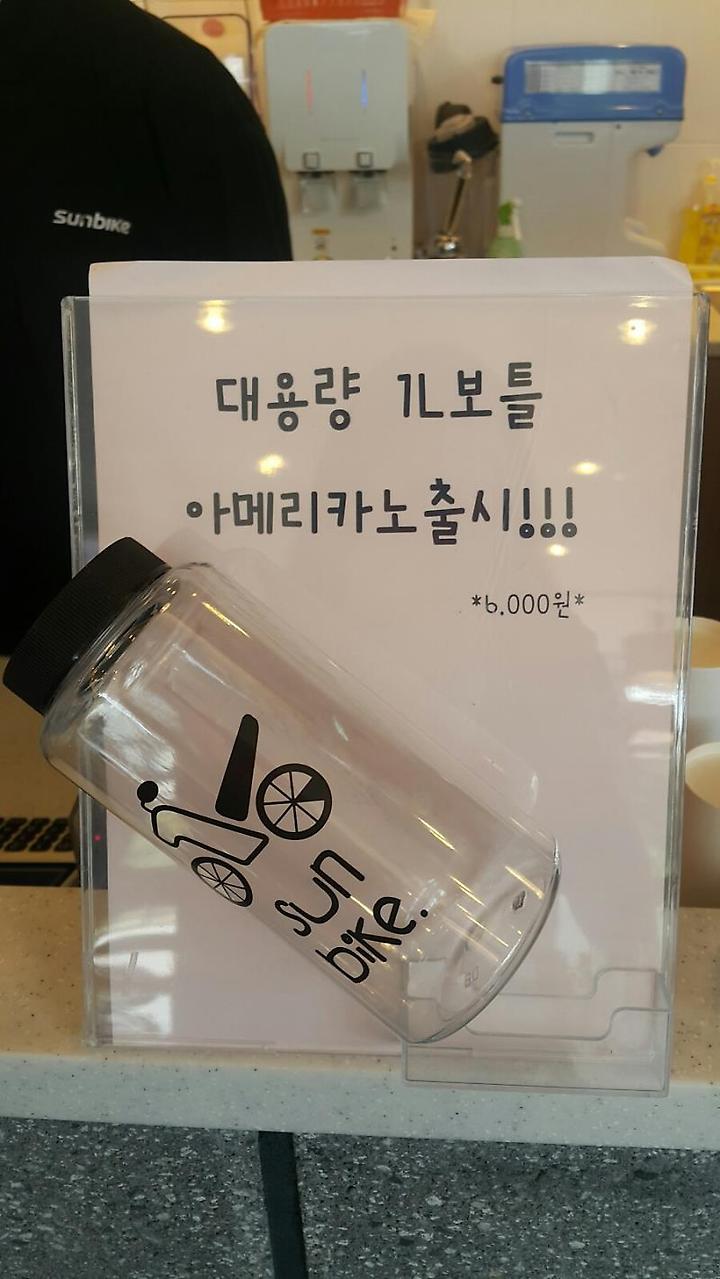 sunbike
대용량 1L보틀
아메리카노출시!!!
*6.000원*
sun
bike.